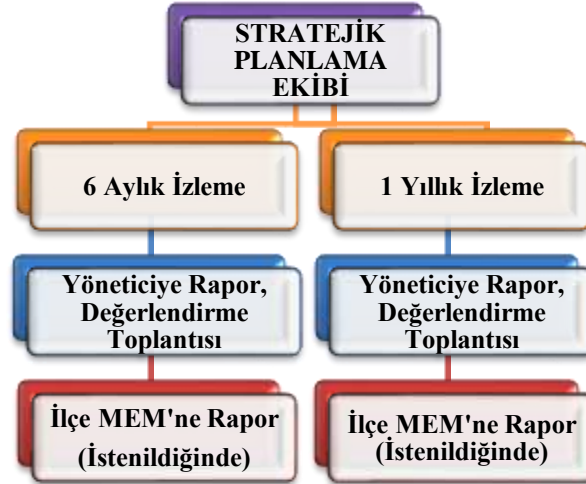 STRATEJİK
PLANLAMA
EKİBİ
6 Aylık İzleme
1 Yıllık İzleme
Yöneticiye Rapor,
Değerlendirme
Toplantısı
Yöneticiye Rapor,
Değerlendirme
Toplantısı
İlçe MEM'ne Rapor
(İstenildiğinde)
İlçe MEM'ne Rapor
(İstenildiğinde)